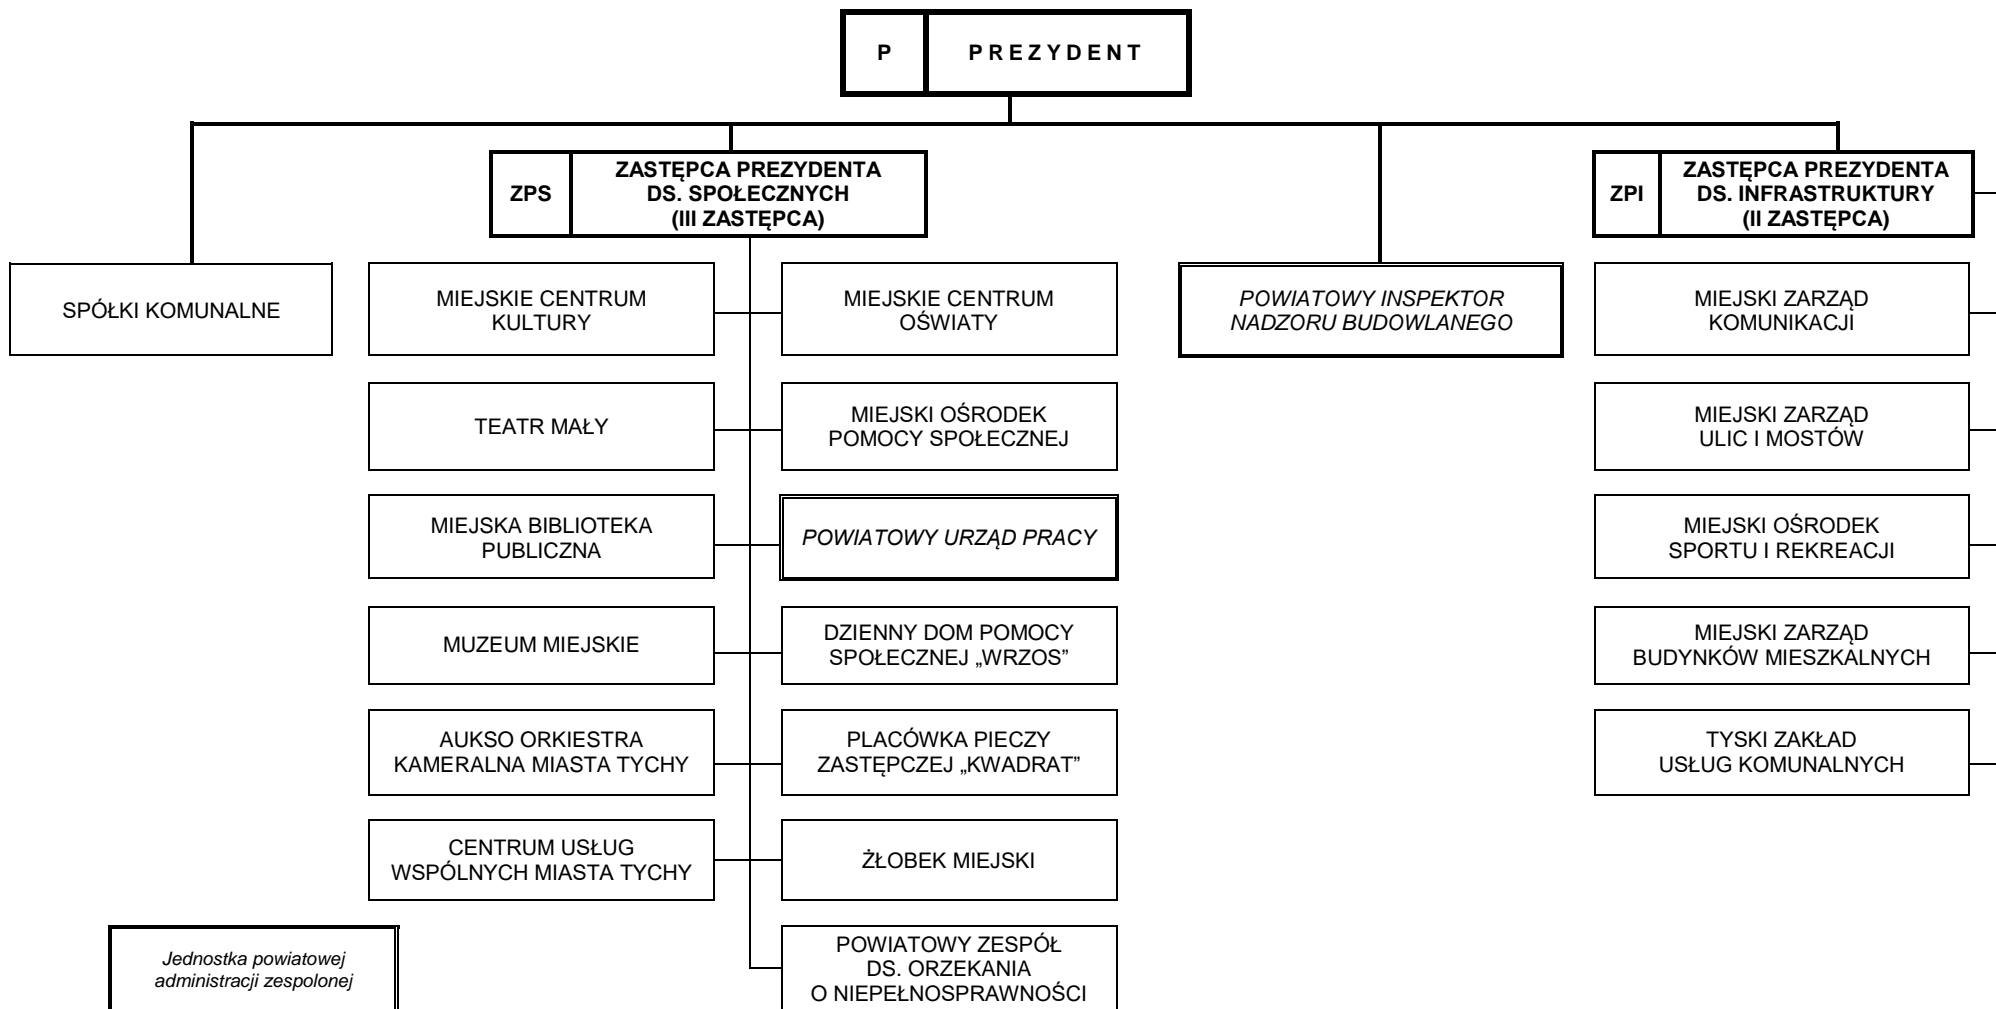 P
PREZYDENT
ZPS
ZASTĘPCA PREZYDENTA
DS. SPOŁECZNYCH
(III ZASTĘPCA)
ZPI
ZASTĘPCA PREZYDENTA
DS. INFRASTRUKTURY
(II ZASTĘPCA)
SPÓŁKI KOMUNALNE
MIEJSKIE CENTRUM
KULTURY
MIEJSKIE CENTRUM
OŚWIATY
POWIATOWY INSPEKTOR
NADZORU BUDOWLANEGO
MIEJSKI ZARZĄD
KOMUNIKACJI
TEATR MAŁY
MIEJSKI OŚRODEK
POMOCY SPOŁECZNEJ
MIEJSKI ZARZĄD
ULIC I MOSTÓW
MIEJSKA BIBLIOTEKA
PUBLICZNA
POWIATOWY URZĄD PRACY
MIEJSKI OŚRODEK
SPORTU I REKREACJI
MUZEUM MIEJSKIE
DZIENNY DOM POMOCY
SPOŁECZNEJ „WRZOS”
MIEJSKI ZARZĄD
BUDYNKÓW MIESZKALNYCH
AUKSO ORKIESTRA
KAMERALNA MIASTA TYCHY
PLACÓWKA PIECZY
ZASTĘPCZEJ „KWADRAT”
TYSKI ZAKŁAD
USŁUG KOMUNALNYCH
CENTRUM USŁUG
WSPÓLNYCH MIASTA TYCHY
ŻŁOBEK MIEJSKI
Jednostka powiatowej
administracji zespolonej
POWIATOWY ZESPÓŁ
DS. ORZEKANIA
O NIEPEŁNOSPRAWNOŚCI